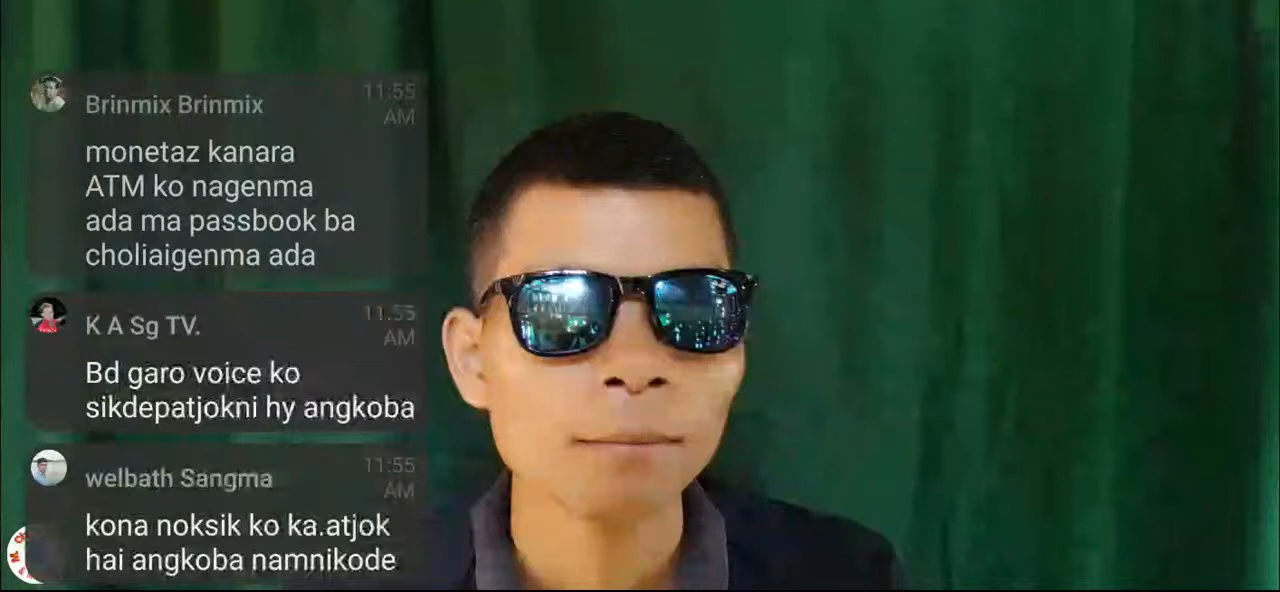 Brinmix Brinmix
11:55
AM
monetaz kanara
ATM ko nagenma
ada ma passbook ba
choliaigenma ada
K A Sg TV.
11:55
AM
Bd garo voice ko
sikdepatjokni hy angkoba
welbath Sangma
11:55
AM
kona noksik ko ka.atjok
hai angkoba namnikode